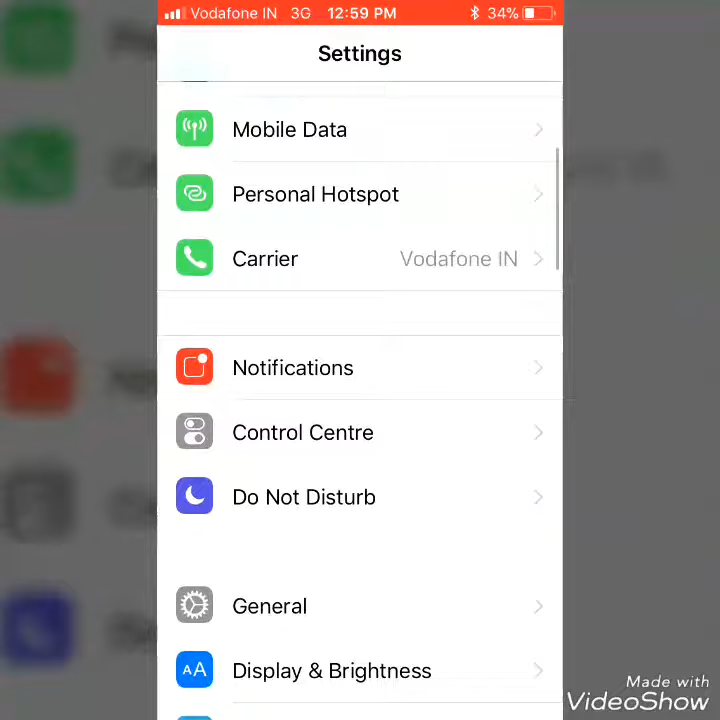 Vodafone IN 3G 12:59 PM 34%
Settings
Mobile Data
Personal Hotspot
Carrier Vodafone IN
Notifications
Control Centre
Do Not Disturb
General
AA Display & Brightness
Made with
VideoShow